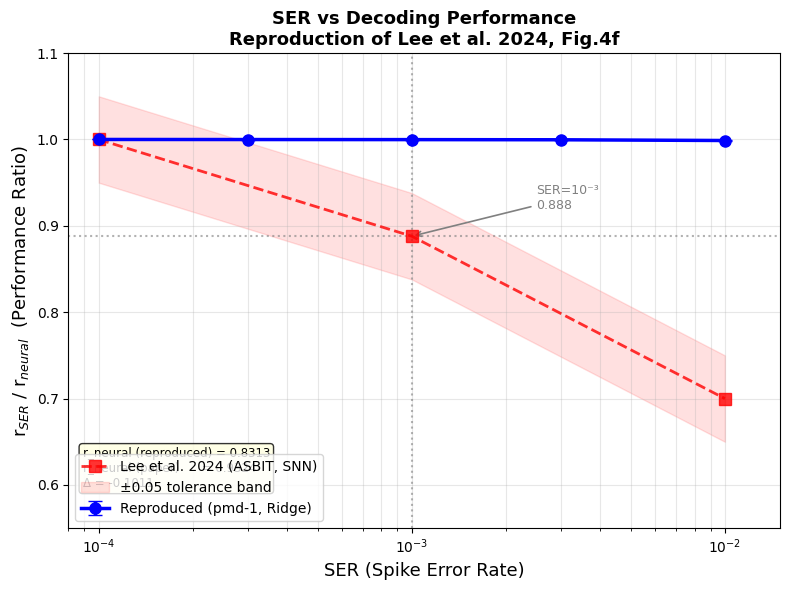 SER vs Decoding Performance
Reproduction of Lee et al. 2024, Fig.4f
r_SER / r_neural (Performance Ratio)
1.1
1.0
0.9
0.8
0.7
0.6
SER=10⁻³
0.888
r_neural (reproduced) = 0.8313
Lee et al. 2024 (ASBIT, SNN)
±0.05 tolerance band
Reproduced (pmd-1, Ridge)
10⁻⁴
10⁻³
10⁻²
SER (Spike Error Rate)